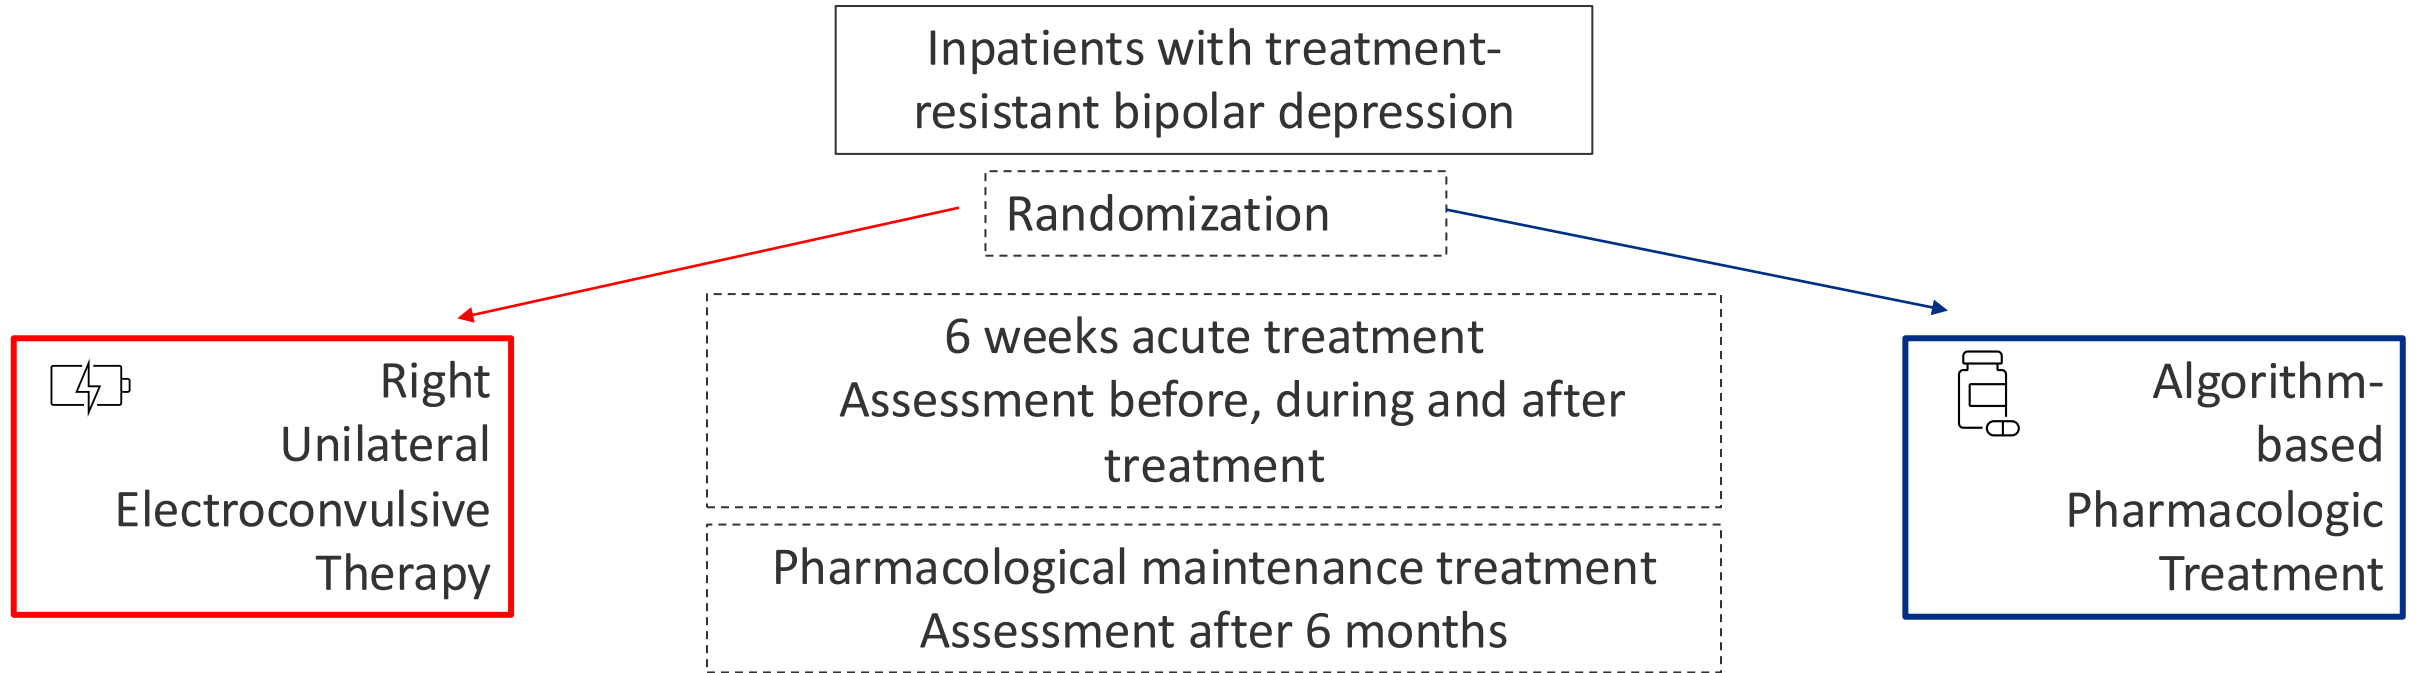 Inpatients with treatment-
resistant bipolar depression
Randomization
Right
Unilateral
Electroconvulsive
Therapy
6 weeks acute treatment
Assessment before, during and after
treatment
Pharmacological maintenance treatment
Assessment after 6 months
Algorithm-
based
Pharmacologic
Treatment